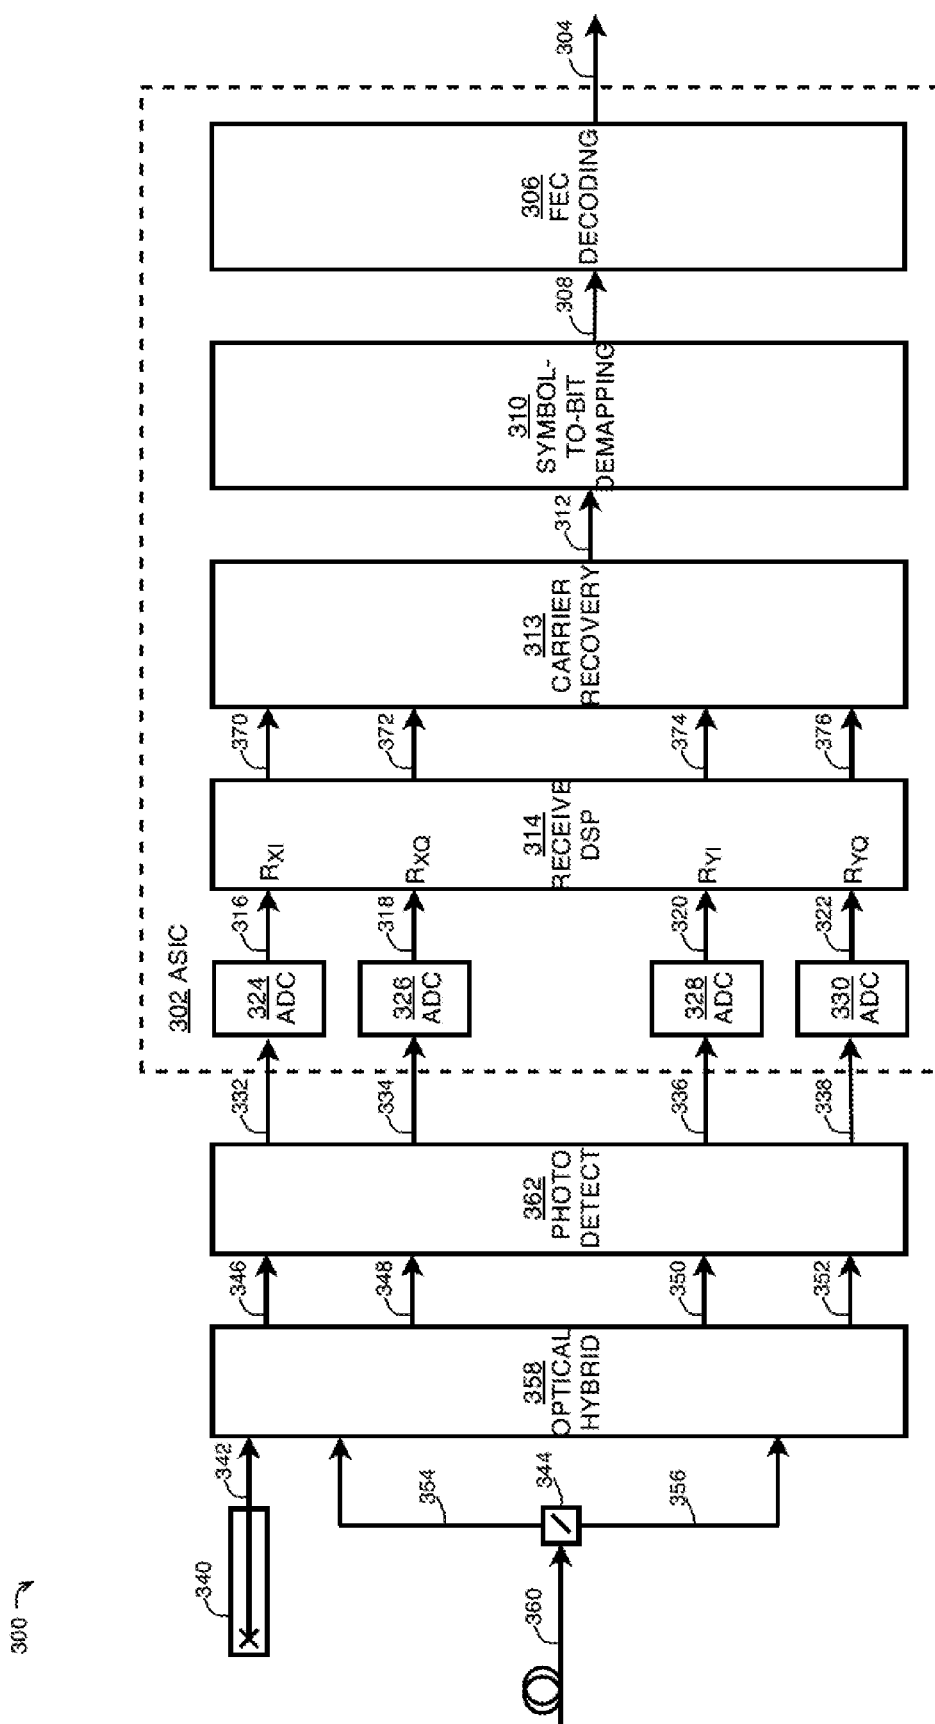 300
340
342
360
344
354
356
358
OPTICAL
HYBRID
346
348
350
352
362
PHOTO
DETECT
332
334
336
338
302 ASIC
324
ADC
326
ADC
328
ADC
330
ADC
316
318
320
322
RXI
RXQ
RYI
RYQ
314
RECEIVE
DSP
370
372
374
376
313
CARRIER
RECOVERY
312
310
SYMBOL-
TO-BIT
DEMAPPING
308
306
FEC
DECODING
304